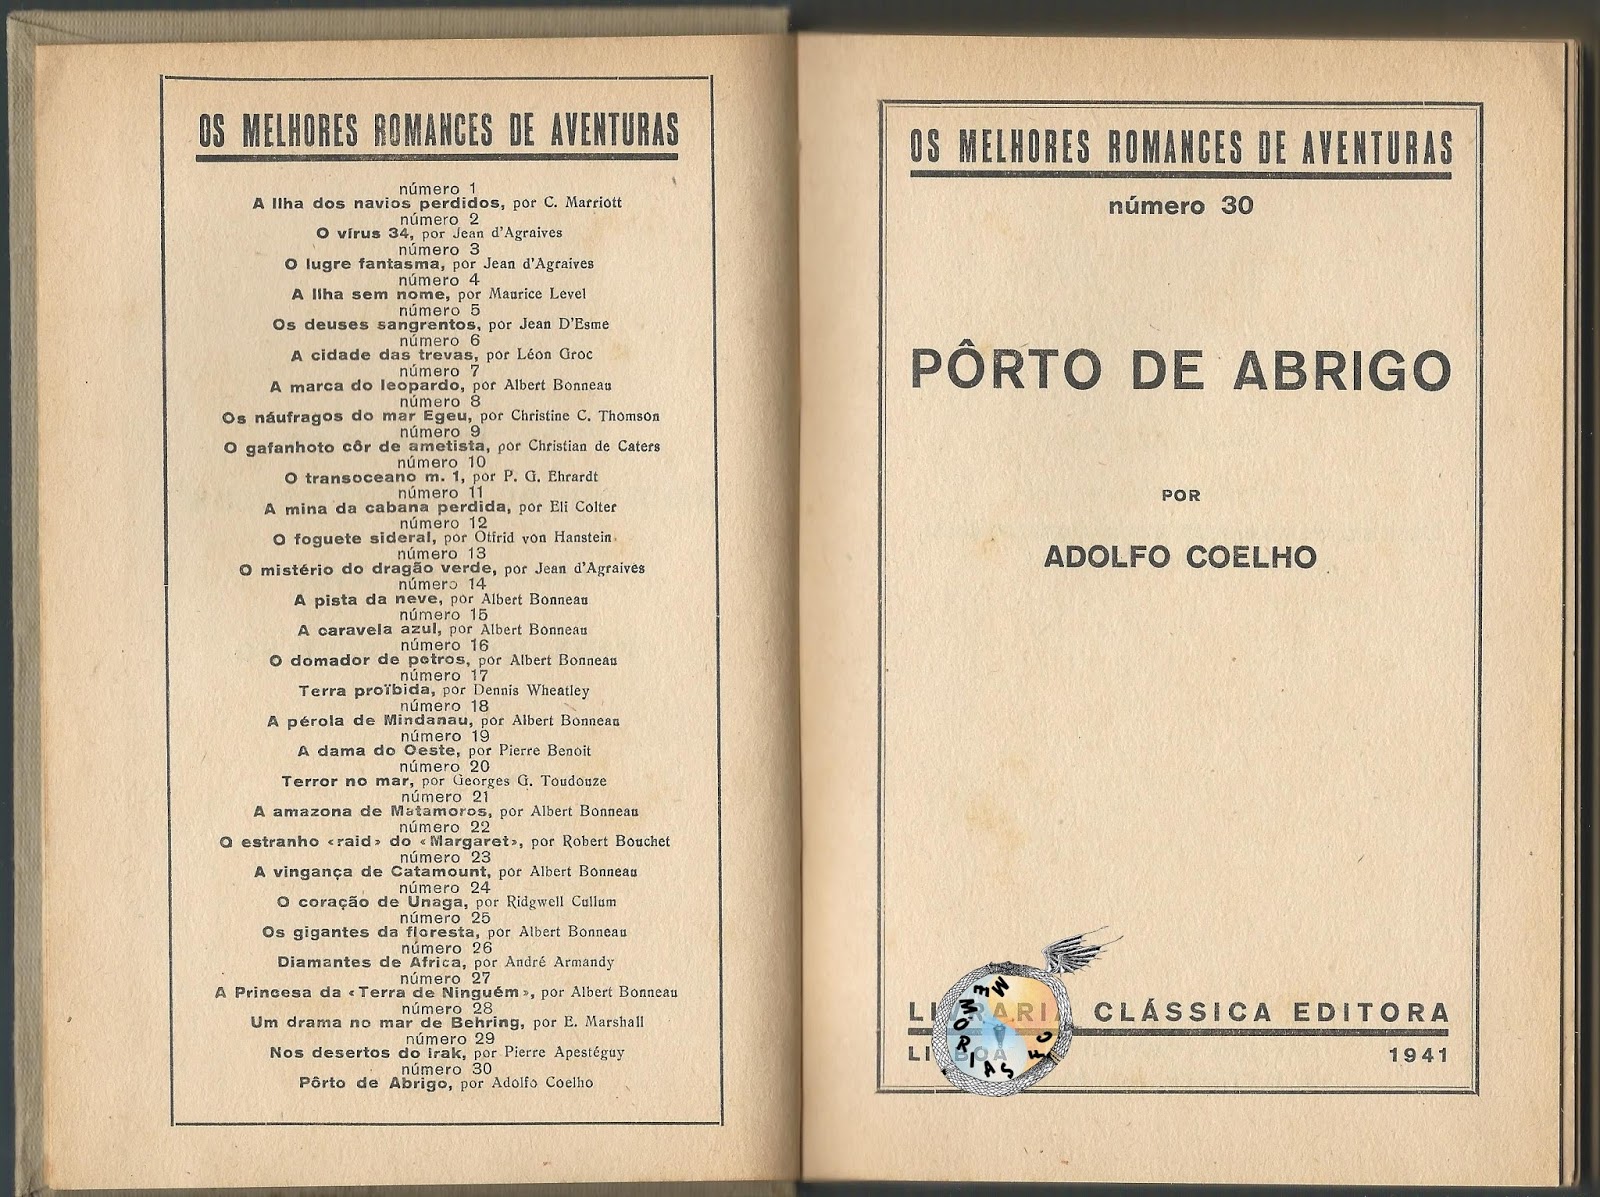 OS MELHORES ROMANCES DE AVENTURAS
número 1
A Ilha dos navios perdidos, por C. Marriott
número 2
O vírus 34, por Jean d'Agraives
número 3
O lugre fantasma, por Jean d'Agraives
número 4
A Ilha sem nome, por Maurice Level
número 5
Os deuses sangrentos, por Jean D'Esme
número 6
A cidade das trevas, por Léon Groc
número 7
A marca do leopardo, por Albert Bonneau
número 8
Os náufragos do mar Egeu, por Christine C. Thomson
número 9
O gafanhoto côr de ametista, por Christian de Caters
número 10
O transoceano m. 1, por P. G. Ehrardt
número 11
A mina da cabana perdida, por Eli Colter
número 12
O foguete sideral, por Otfrid von Hanstein
número 13
O mistério do dragão verde, por Jean d'Agraives
número 14
A pista da neve, por Albert Bonneau
número 15
A caravela azul, por Albert Bonneau
número 16
O domador de potros, por Albert Bonneau
número 17
Terra proïbida, por Dennis Wheatley
número 18
A pérola de Mindanau, por Albert Bonneau
número 19
A dama do Oeste, por Pierre Benoit
número 20
Terror no mar, por Georges G. Toudouze
número 21
A amazona de Matamoros, por Albert Bonneau
número 22
O estranho «raid» do «Margaret», por Robert Bouchet
número 23
A vingança de Catamount, por Albert Bonneau
número 24
O coração de Unaga, por Ridgwell Cullum
número 25
Os gigantes da floresta, por Albert Bonneau
número 26
Diamantes de África, por André Armandy
número 27
A Princesa da «Terra de Ninguém», por Albert Bonneau
número 28
Um drama no mar de Behring, por E. Marshall
número 29
Nos desertos do Irak, por Pierre Apestéguy
número 30
Pôrto de Abrigo, por Adolfo Coelho
OS MELHORES ROMANCES DE AVENTURAS
número 30
PÔRTO DE ABRIGO
POR
ADOLFO COELHO
LIVRARIA CLÁSSICA EDITORA
LISBOA 1941
MEMÓRIAS FC